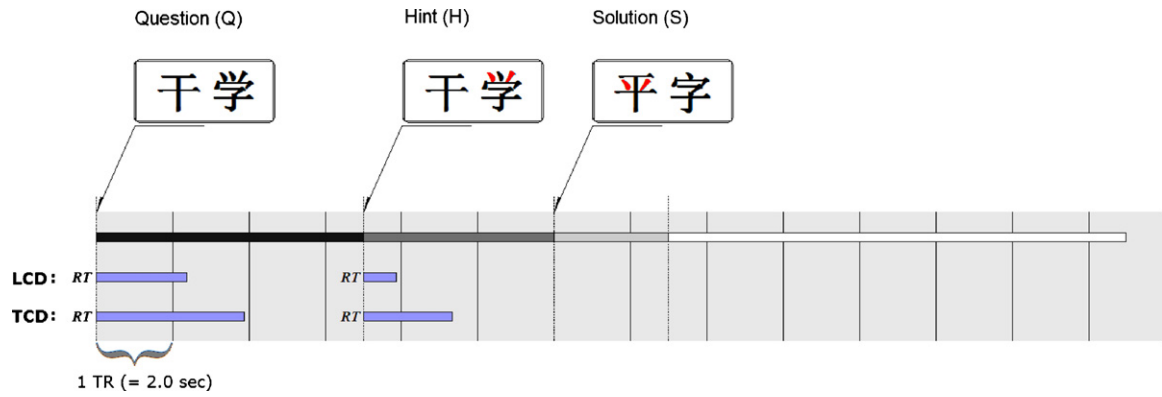 Question (Q)
Hint (H)
Solution (S)
干 学
干 学
平 字
LCD: RT
RT
TCD: RT
RT
1 TR (= 2.0 sec)